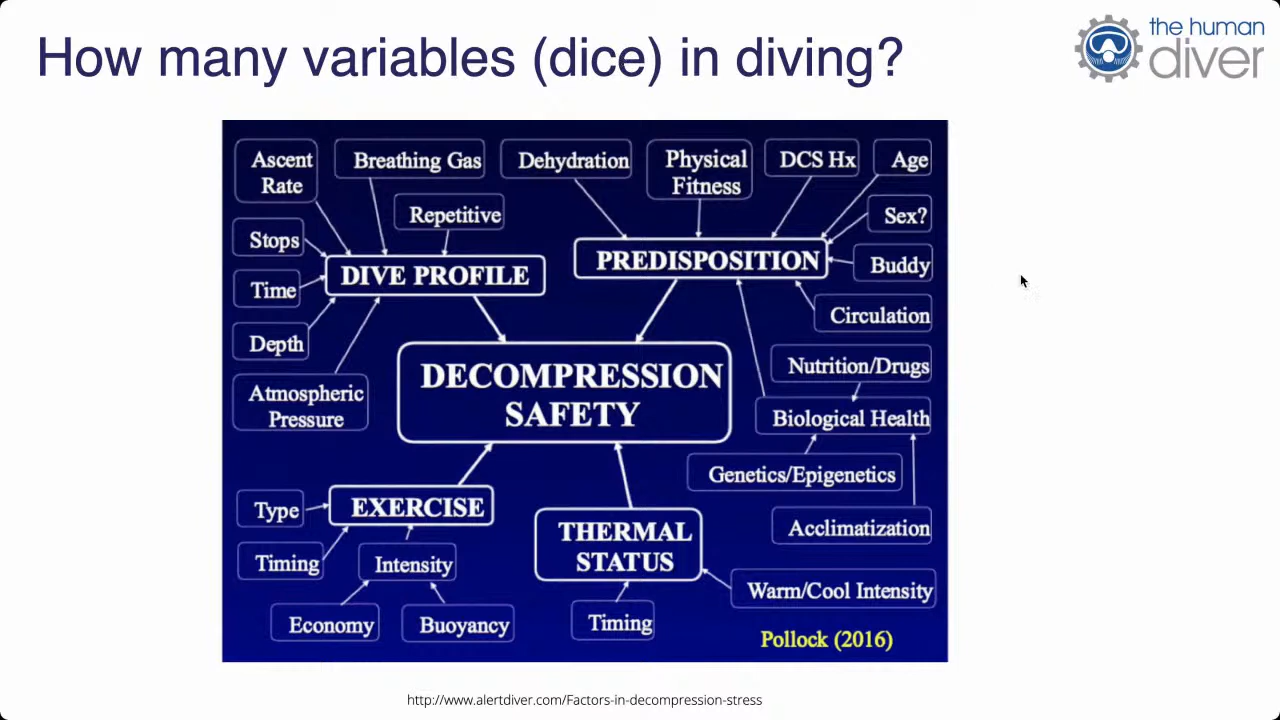 How many variables (dice) in diving?
the human
diver
Ascent
Rate
Breathing Gas
Dehydration
Physical
Fitness
DCS Hx
Age
Repetitive
Sex?
Stops
DIVE PROFILE
PREDISPOSITION
Buddy
Time
Circulation
Depth
DECOMPRESSION
SAFETY
Nutrition/Drugs
Atmospheric
Pressure
Biological Health
Genetics/Epigenetics
Type
EXERCISE
THERMAL
STATUS
Acclimatization
Timing
Intensity
Warm/Cool Intensity
Economy
Buoyancy
Timing
Pollock (2016)
http://www.alertdiver.com/Factors-in-decompression-stress